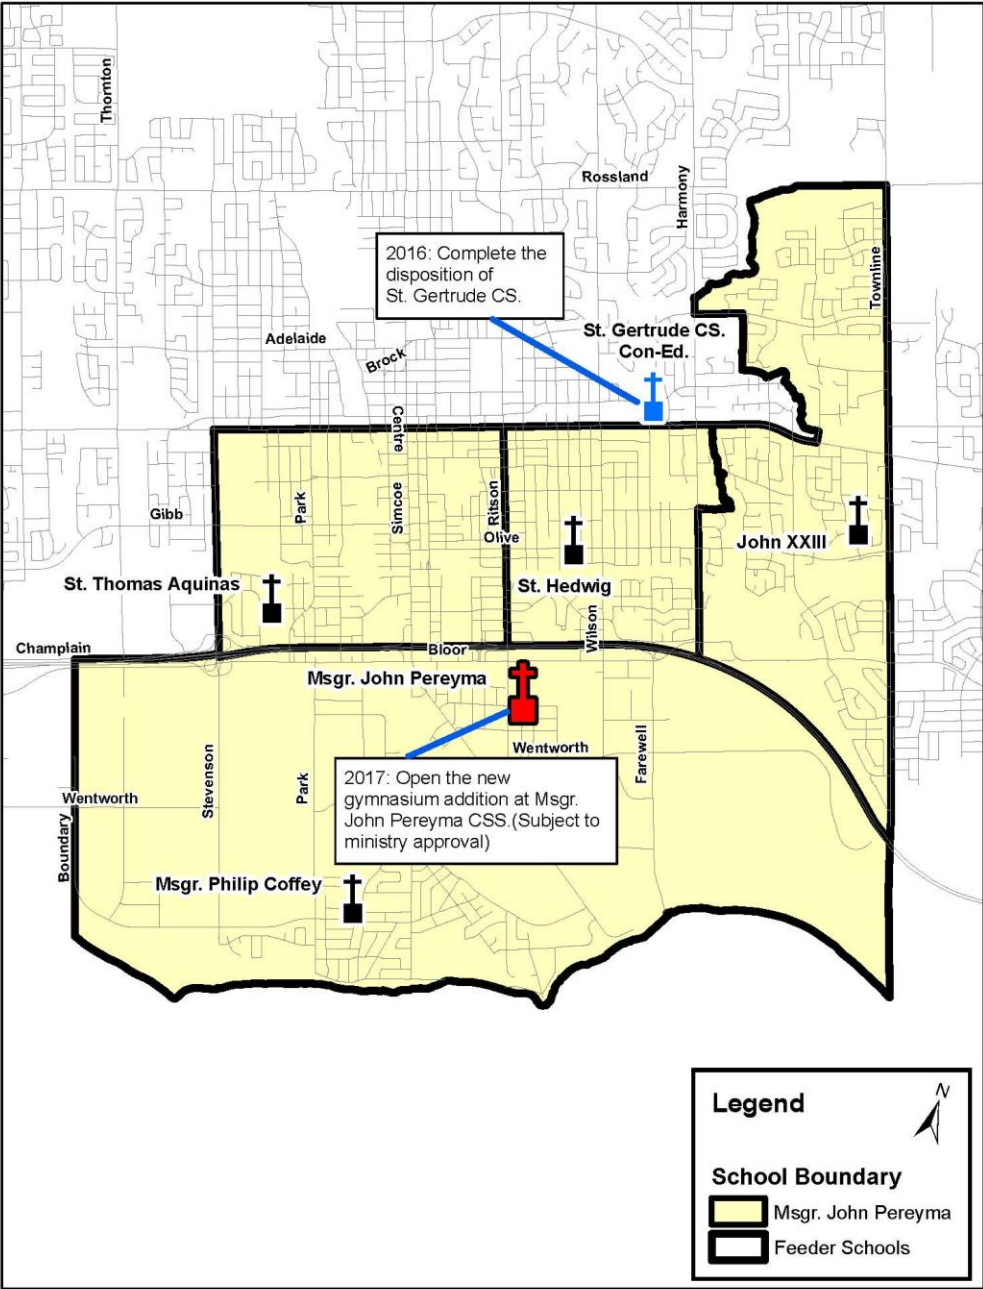 Thornton
Rossland
Harmony
Townline
2016: Complete the
disposition of
St. Gertrude CS.
St. Gertrude CS.
Con-Ed.
Adelaide
Brock
Centre
Gibb
Park
Simcoe
Ritson
Olive
John XXIII
St. Thomas Aquinas
St. Hedwig
Wilson
Champlain
Bloor
Msgr. John Pereyma
Wentworth
Farewell
Stevenson
Park
Wentworth
Boundary
2017: Open the new
gymnasium addition at Msgr.
John Pereyma CSS.(Subject to
ministry approval)
Msgr. Philip Coffey
Legend
N
School Boundary
Msgr. John Pereyma
Feeder Schools